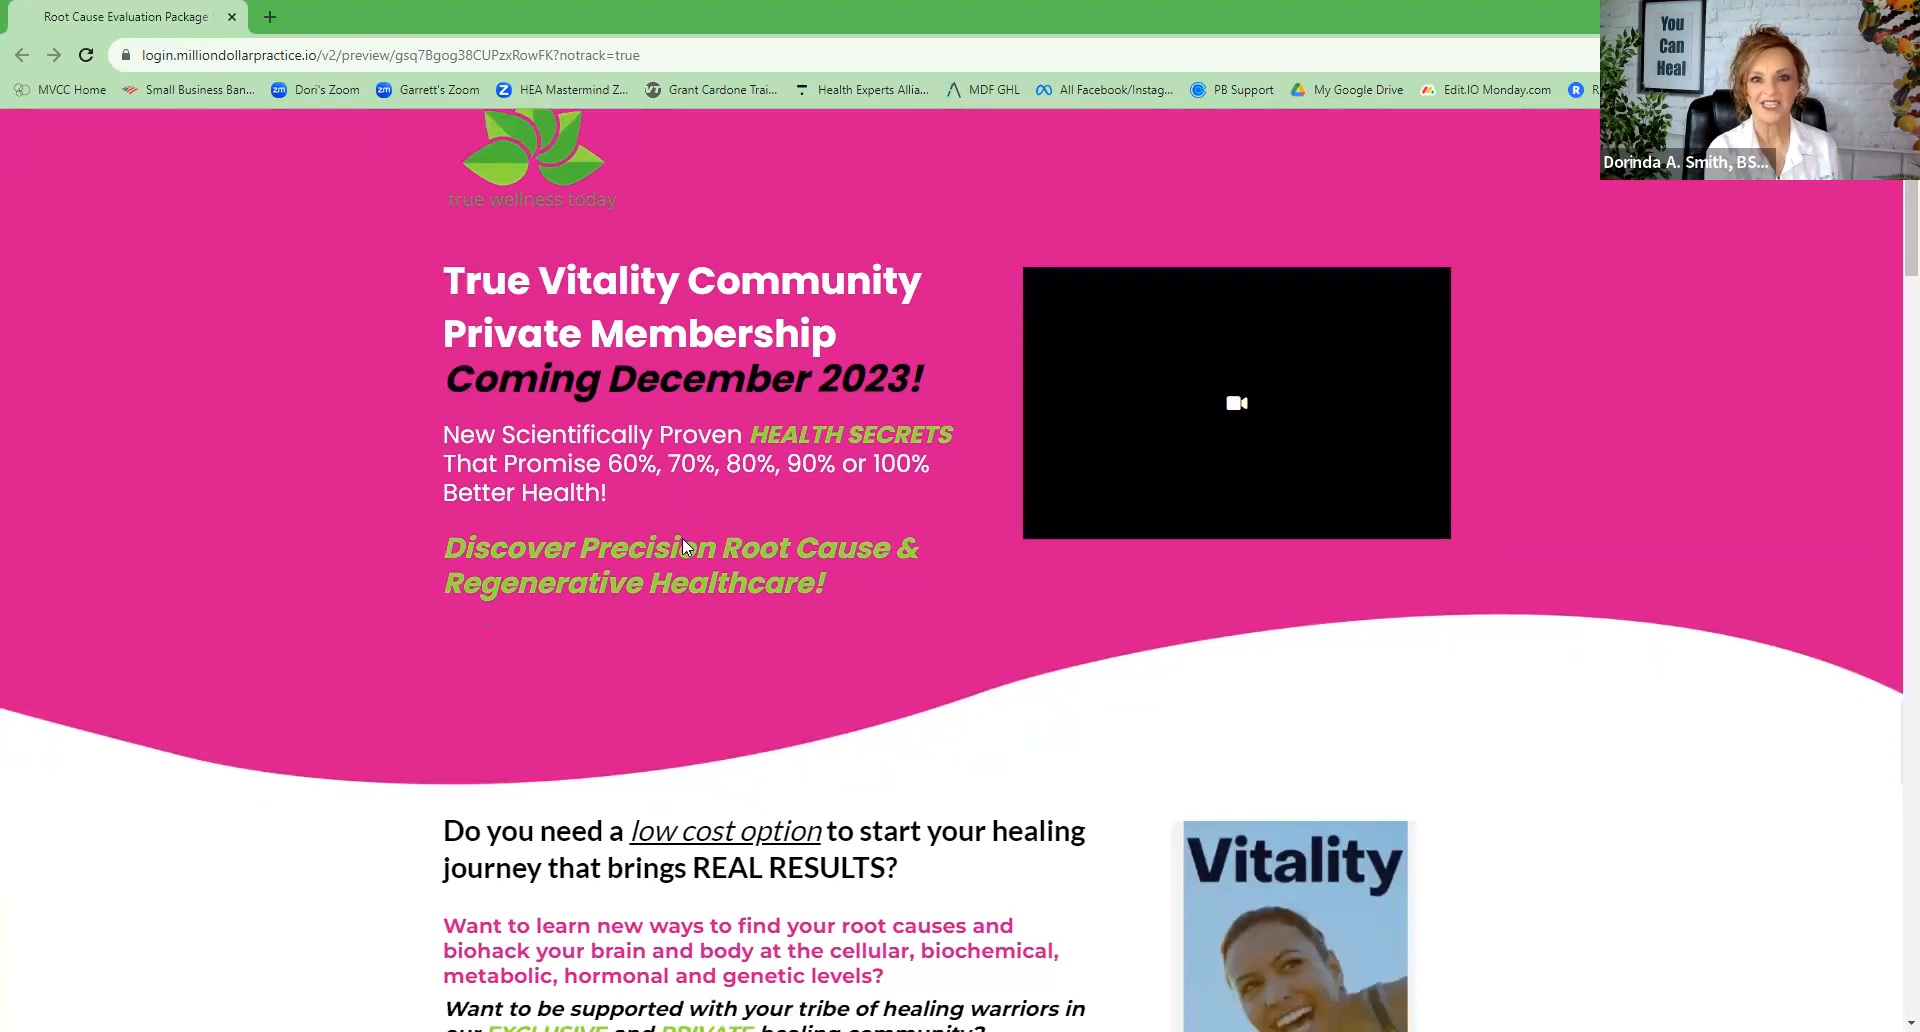 Root Cause Evaluation Package
login.milliondollarpractice.io/v2/preview/gsq7Bgog38CUPzxRowFK?notrack=true
MVCC Home
Small Business Ban...
Dori's Zoom
Garrett's Zoom
HEA Mastermind Z...
Grant Cardone Trai...
Health Experts Allia...
MDF GHL
All Facebook/Instag...
PB Support
My Google Drive
Edit.IO Monday.com
You
Can
Heal
Dorinda A. Smith, BS...
true wellness today
True Vitality Community
Private Membership
Coming December 2023!
New Scientifically Proven HEALTH SECRETS
That Promise 60%, 70%, 80%, 90% or 100%
Better Health!
Discover Precision Root Cause &
Regenerative Healthcare!
Do you need a low cost option to start your healing
journey that brings REAL RESULTS?
Want to learn new ways to find your root causes and
biohack your brain and body at the cellular, biochemical,
metabolic, hormonal and genetic levels?
Want to be supported with your tribe of healing warriors in
our EXCLUSIVE and PRIVATE healing community?
Vitality